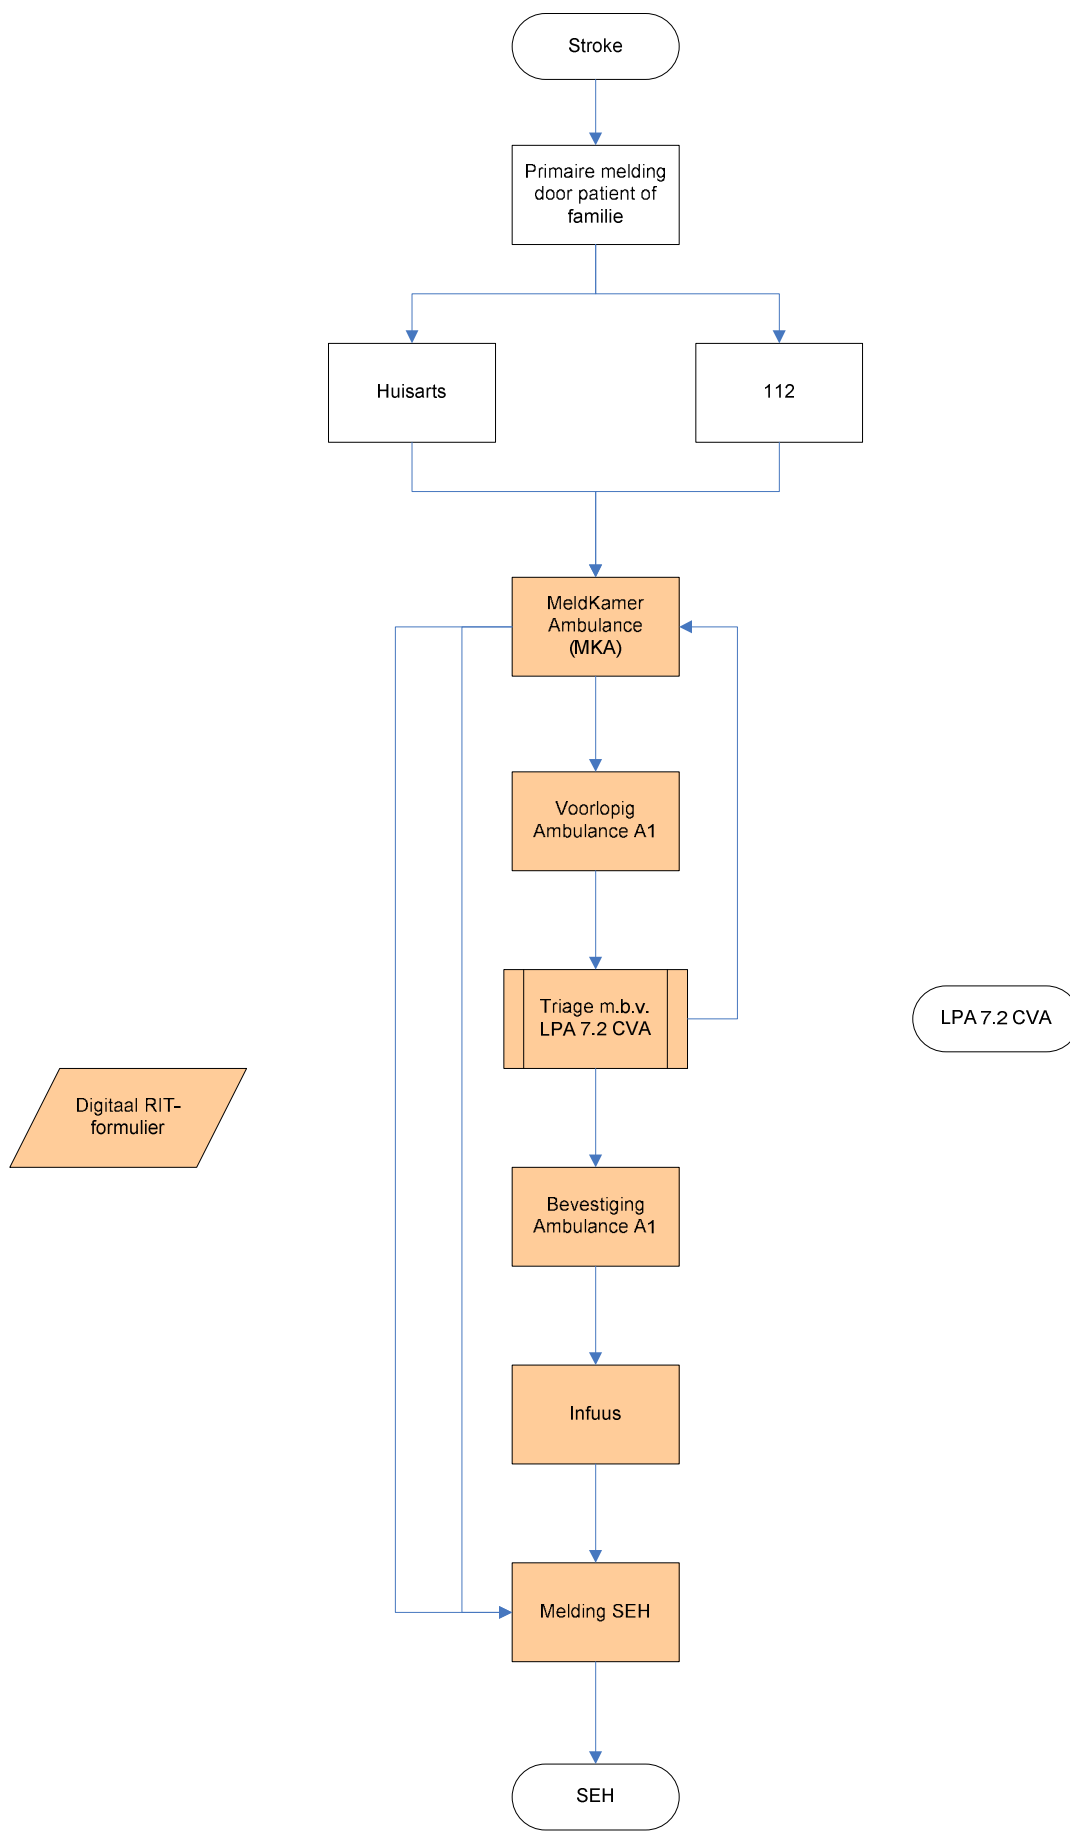 Stroke
Primaire melding
door patient of
familie
Huisarts
112
MeldKamer
Ambulance
(MKA)
Voorlopig
Ambulance A1
Triage m.b.v.
LPA 7.2 CVA
LPA 7.2 CVA
Digitaal RIT-
formulier
Bevestiging
Ambulance A1
Infuus
Melding SEH
SEH